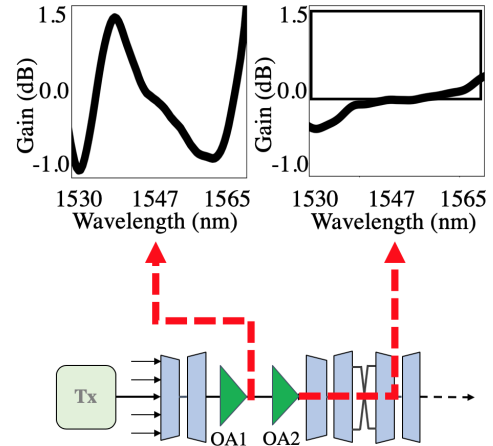 1.5
0.0
-1.0
Gain (dB)
1530 1547 1565
Wavelength (nm)
1.5
0.0
-1.0
Gain (dB)
1530 1547 1565
Wavelength (nm)
Tx
OA1 OA2